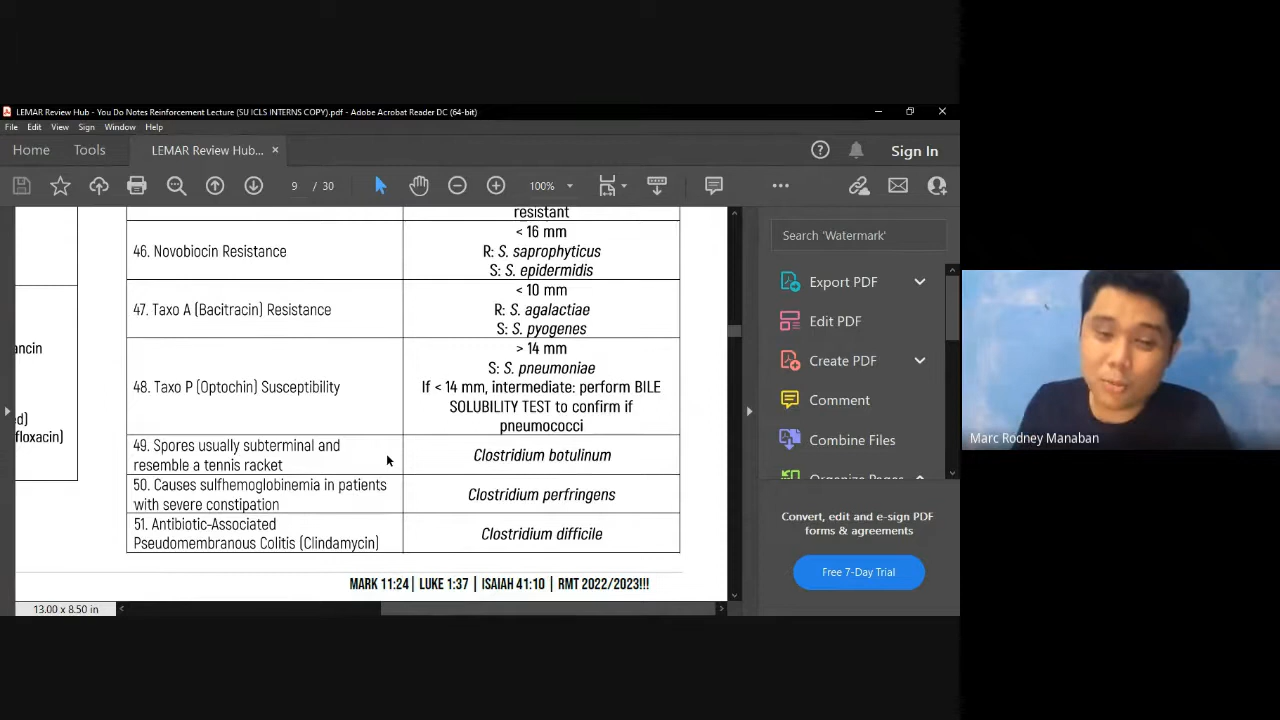 LEMAR Review Hub - You Do Notes Reinforcement Lecture (SU ICLS INTERNS COPY).pdf - Adobe Acrobat Reader DC (64-bit)
File Edit View Sign Window Help
Home Tools LEMAR Review Hub... × Sign In
9 / 30 100%
resistant
46. Novobiocin Resistance
< 16 mm
R: S. saprophyticus
S: S. epidermidis
47. Taxo A (Bacitracin) Resistance
< 10 mm
R: S. agalactiae
S: S. pyogenes
48. Taxo P (Optochin) Susceptibility
> 14 mm
S: S. pneumoniae
If < 14 mm, intermediate: perform BILE
SOLUBILITY TEST to confirm if
pneumococci
49. Spores usually subterminal and
resemble a tennis racket
Clostridium botulinum
50. Causes sulfhemoglobinemia in patients
with severe constipation
Clostridium perfringens
51. Antibiotic-Associated
Pseudomembranous Colitis (Clindamycin)
Clostridium difficile
MARK 11:24| LUKE 1:37 | ISAIAH 41:10 | RMT 2022/2023!!!
13.00 x 8.50 in
ancin
ed)
floxacin)
Search 'Watermark'
Export PDF
Edit PDF
Create PDF
Comment
Combine Files
Organize Pages
Convert, edit and e-sign PDF
forms & agreements
Free 7-Day Trial
Marc Rodney Manaban